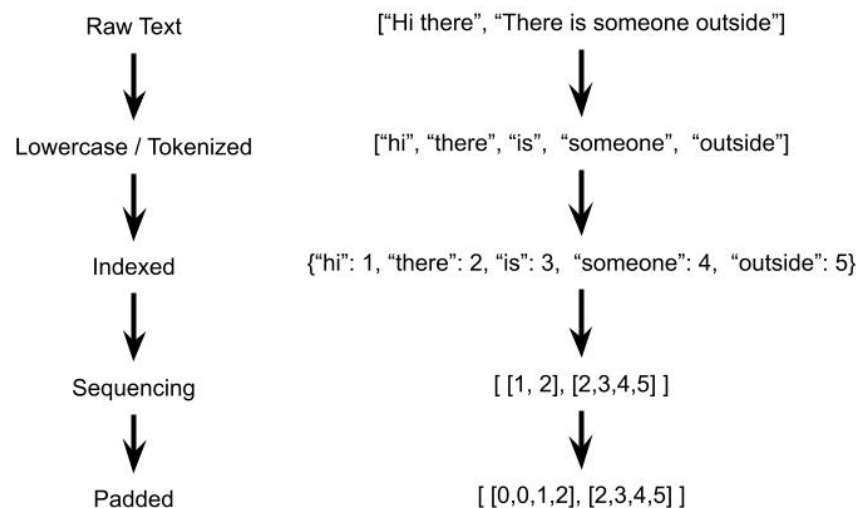 Raw Text
[“Hi there”, “There is someone outside”]
Lowercase / Tokenized
[“hi”, “there”, “is”,  “someone”,  “outside”]
Indexed
{“hi”: 1, “there”: 2, “is”: 3,  “someone”: 4,  “outside”: 5}
Sequencing
[ [1, 2], [2,3,4,5] ]
Padded
[ [0,0,1,2], [2,3,4,5] ]